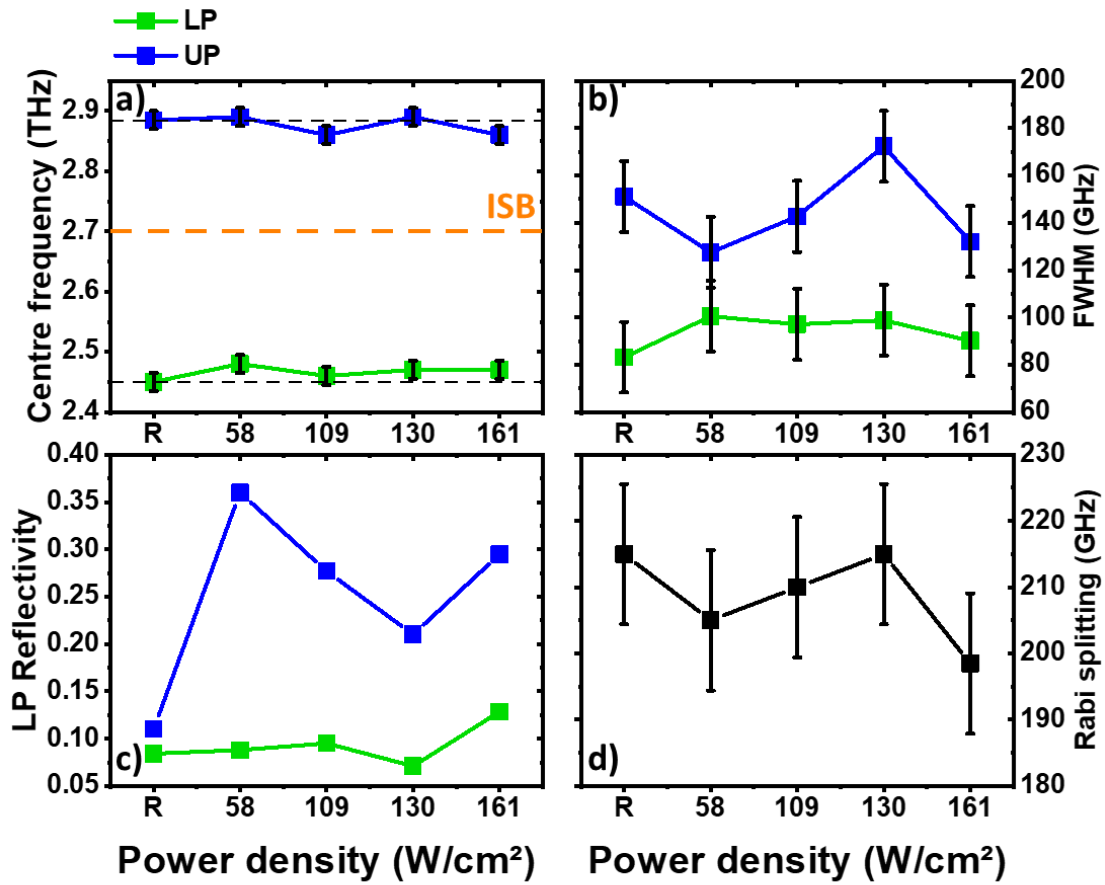 LP
UP
a)
Centre frequency (THz)
2.9
2.8
2.7
2.6
2.5
2.4
ISB
R 58 109 130 161
b)
200
180
160
140
120
100
80
60
FWHM (GHz)
R 58 109 130 161
LP Reflectivity
0.40
0.35
0.30
0.25
0.20
0.15
0.10
0.05
c)
R 58 109 130 161
Power density (W/cm²)
230
220
210
200
190
180
Rabi splitting (GHz)
d)
R 58 109 130 161
Power density (W/cm²)